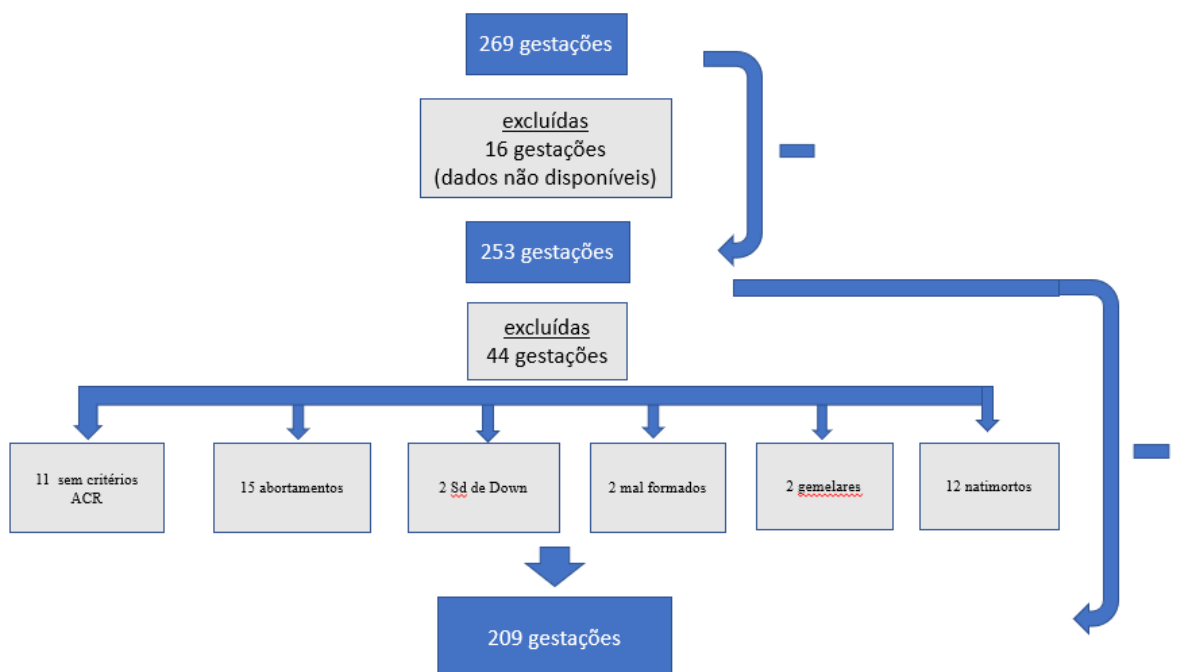 269 gestações
excluídas
16 gestações
(dados não disponíveis)
253 gestações
excluídas
44 gestações
11 sem critérios
ACR
15 abortamentos
2 Sd de Down
2 mal formados
2 gemelares
12 natimortos
209 gestações